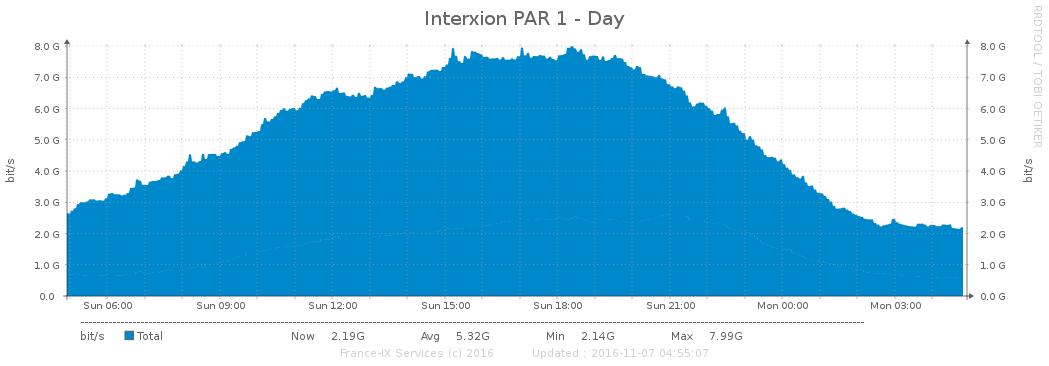 Interxion PAR 1 - Day
RRDTOOL / TOBI OETIKER
bit/s
8.0 G 8.0 G
7.0 G 7.0 G
6.0 G 6.0 G
5.0 G 5.0 G
4.0 G 4.0 G
3.0 G 3.0 G
2.0 G 2.0 G
1.0 G 1.0 G
0.0 0.0 G
bit/s
Sun 06:00 Sun 09:00 Sun 12:00 Sun 15:00 Sun 18:00 Sun 21:00 Mon 00:00 Mon 03:00
bit/s Total Now 2.19G Avg 5.32G Min 2.14G Max 7.99G
France-IX Services (c) 2016 Updated : 2016-11-07 04:55:07